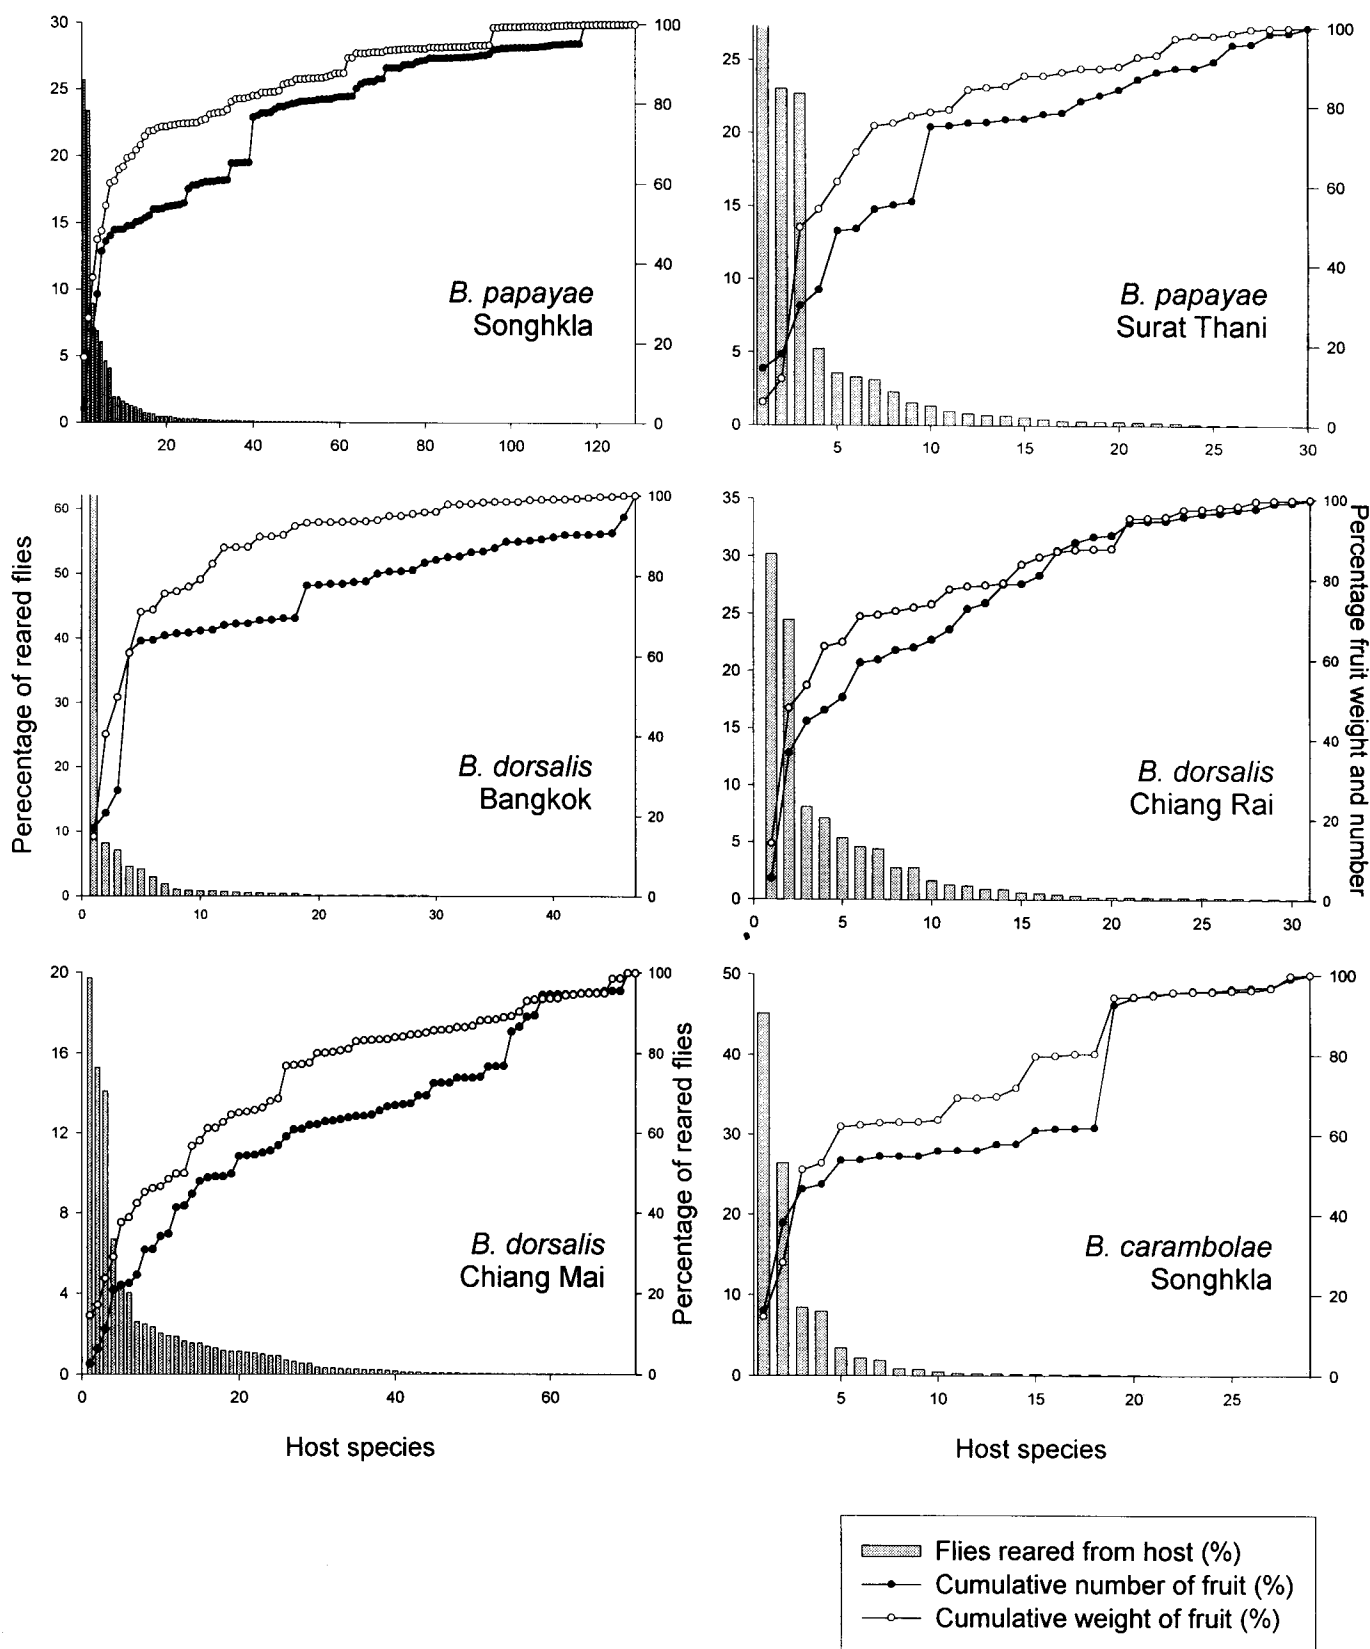 30
25
20
15
10
5
0
100
80
60
40
20
0
20 40 60 80 100 120
B. papayae
Songhkla
25
20
15
10
5
0
100
80
60
40
20
0
5 10 15 20 25 30
B. papayae
Surat Thani
60
50
40
30
20
10
0
100
80
60
40
20
0
0 10 20 30 40
B. dorsalis
Bangkok
Perecentage of reared flies
35
30
25
20
15
10
5
0
100
80
60
40
20
0
0 5 10 15 20 25 30
B. dorsalis
Chiang Rai
Percentage fruit weight and number
20
16
12
8
4
0
100
80
60
40
20
0
0 20 40 60
B. dorsalis
Chiang Mai
Host species
Percentage of reared flies
50
40
30
20
10
0
100
80
60
40
20
0
5 10 15 20 25
B. carambolae
Songhkla
Host species
Flies reared from host (%)
Cumulative number of fruit (%)
Cumulative weight of fruit (%)